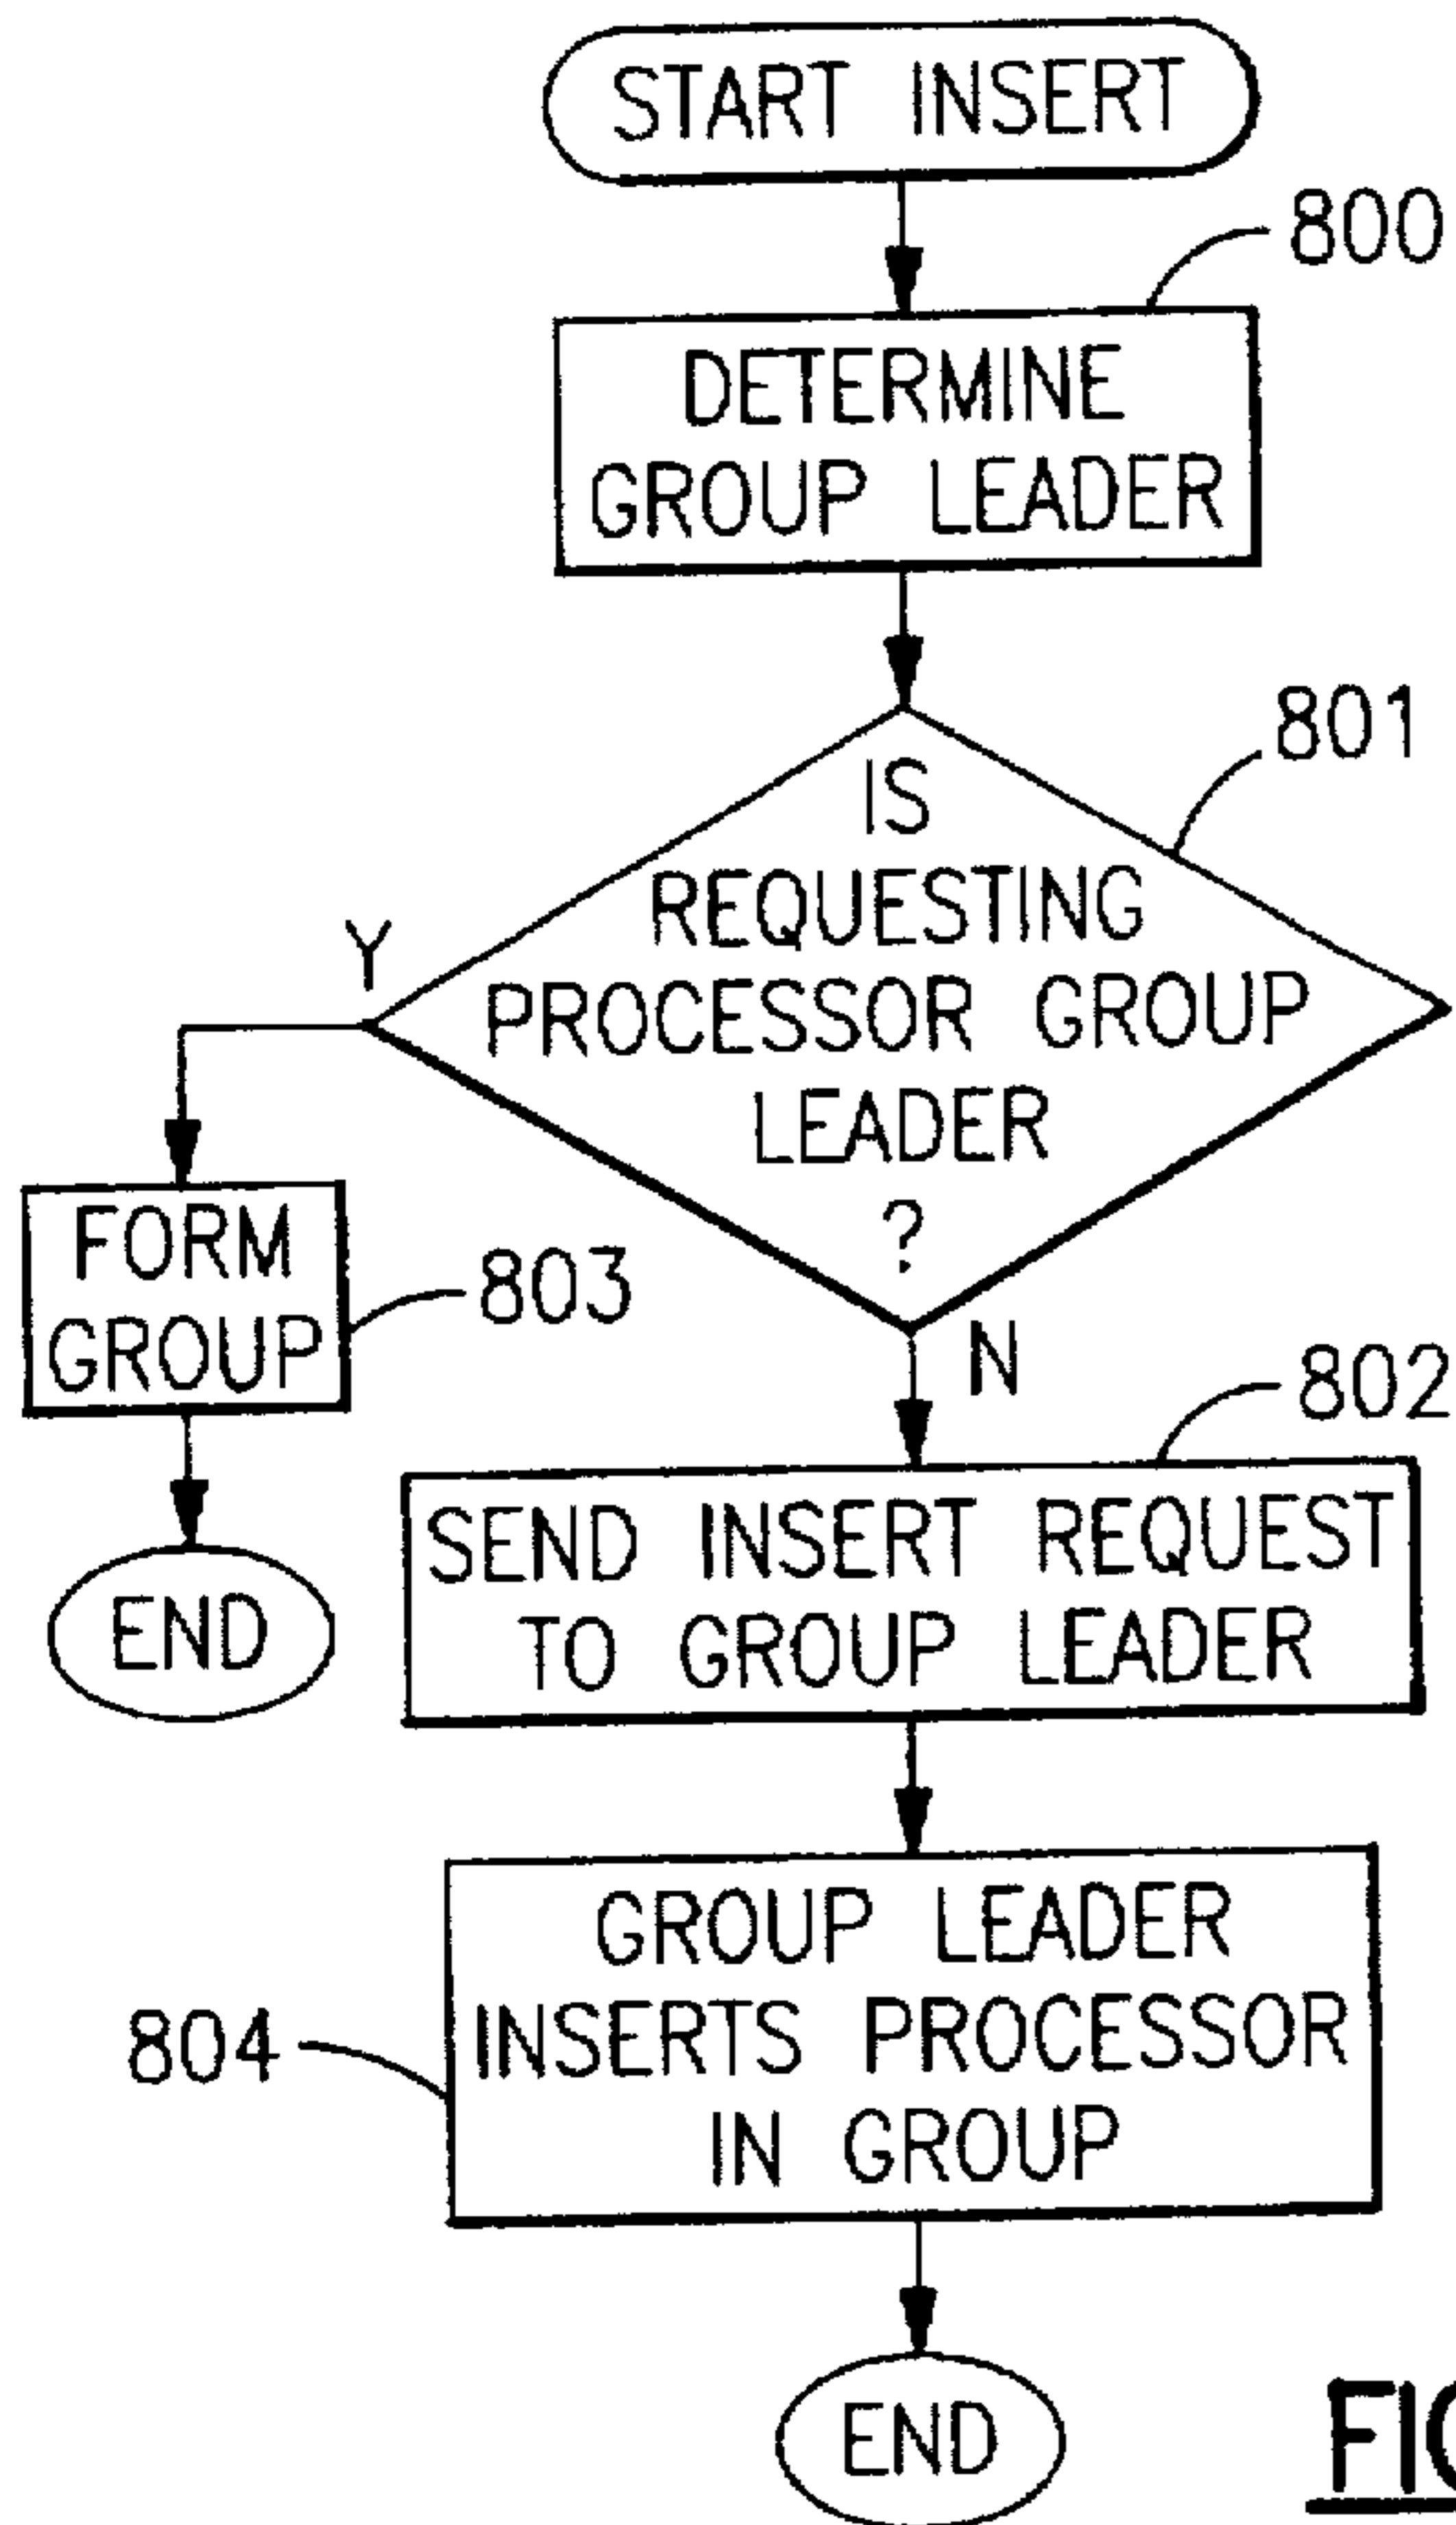 START INSERT
800
DETERMINE
GROUP LEADER
801
IS
REQUESTING
PROCESSOR GROUP
LEADER
?
Y
N
FORM
GROUP
803
END
802
SEND INSERT REQUEST
TO GROUP LEADER
804
GROUP LEADER
INSERTS PROCESSOR
IN GROUP
END